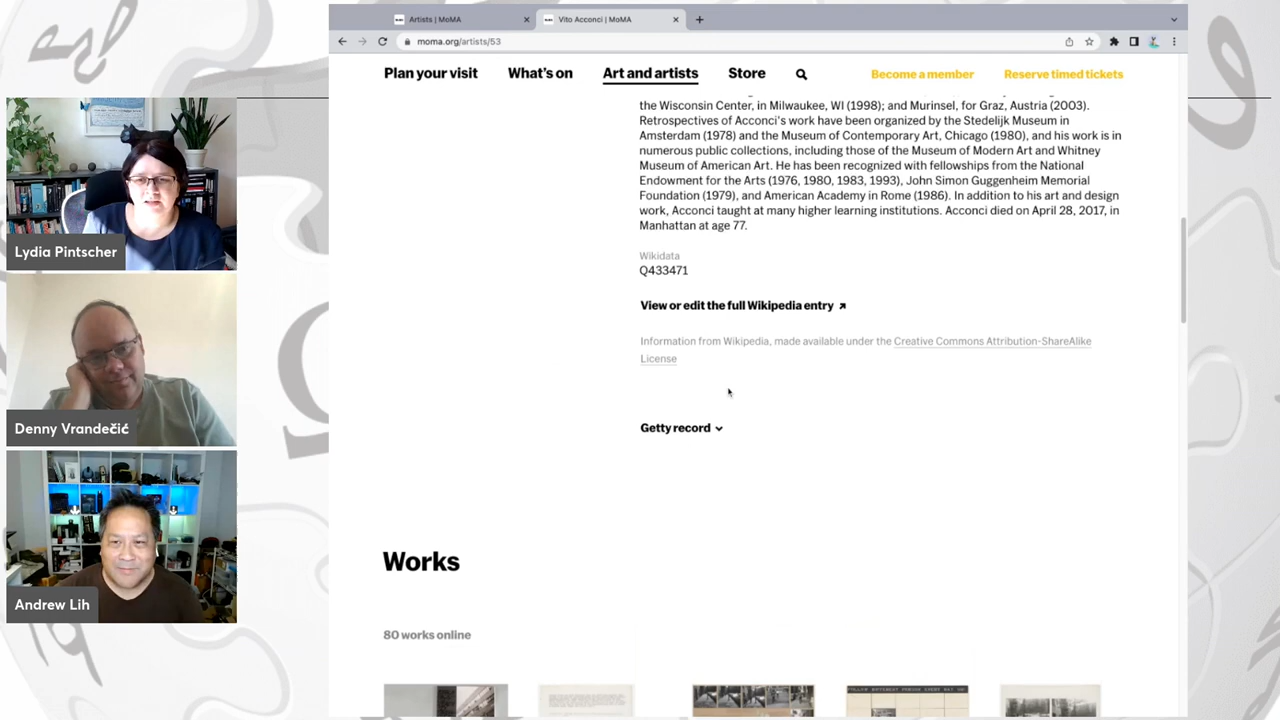 Artists | MoMA
Vito Acconci | MoMA
moma.org/artists/53
Plan your visit
What's on
Art and artists
Store
Become a member
Reserve timed tickets
the Wisconsin Center, in Milwaukee, WI (1998); and Murinsel, for Graz, Austria (2003).
Retrospectives of Acconci's work have been organized by the Stedelijk Museum in
Amsterdam (1978) and the Museum of Contemporary Art, Chicago (1980), and his work is in
numerous public collections, including those of the Museum of Modern Art and Whitney
Museum of American Art. He has been recognized with fellowships from the National
Endowment for the Arts (1976, 1980, 1983, 1993), John Simon Guggenheim Memorial
Foundation (1979), and American Academy in Rome (1986). In addition to his art and design
work, Acconci taught at many higher learning institutions. Acconci died on April 28, 2017, in
Manhattan at age 77.
Wikidata
Q433471
View or edit the full Wikipedia entry
Information from Wikipedia, made available under the Creative Commons Attribution-ShareAlike
License
Getty record
Works
80 works online
Lydia Pintscher
Denny Vrandečić
Andrew Lih